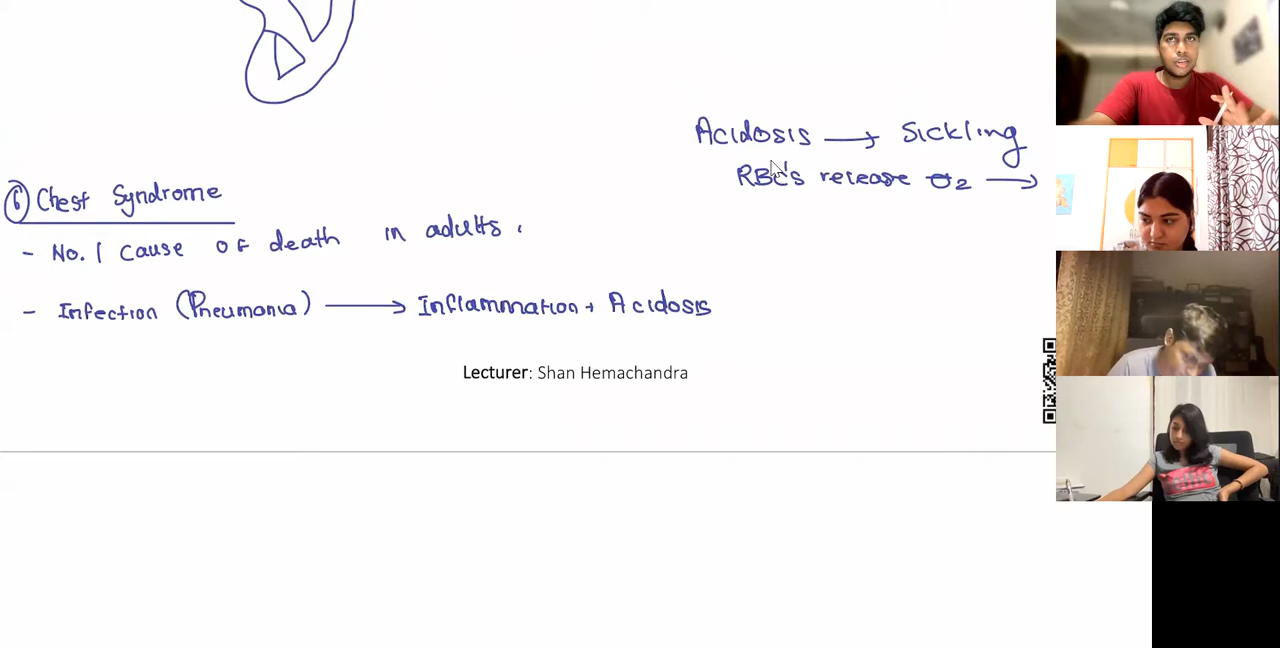 Acidosis → Sickling
RBC's release O2 →
⑥ Chest Syndrome
- No. 1 cause of death in adults.
- Infection (Pneumonia) → Inflammation + Acidosis
Lecturer: Shan Hemachandra